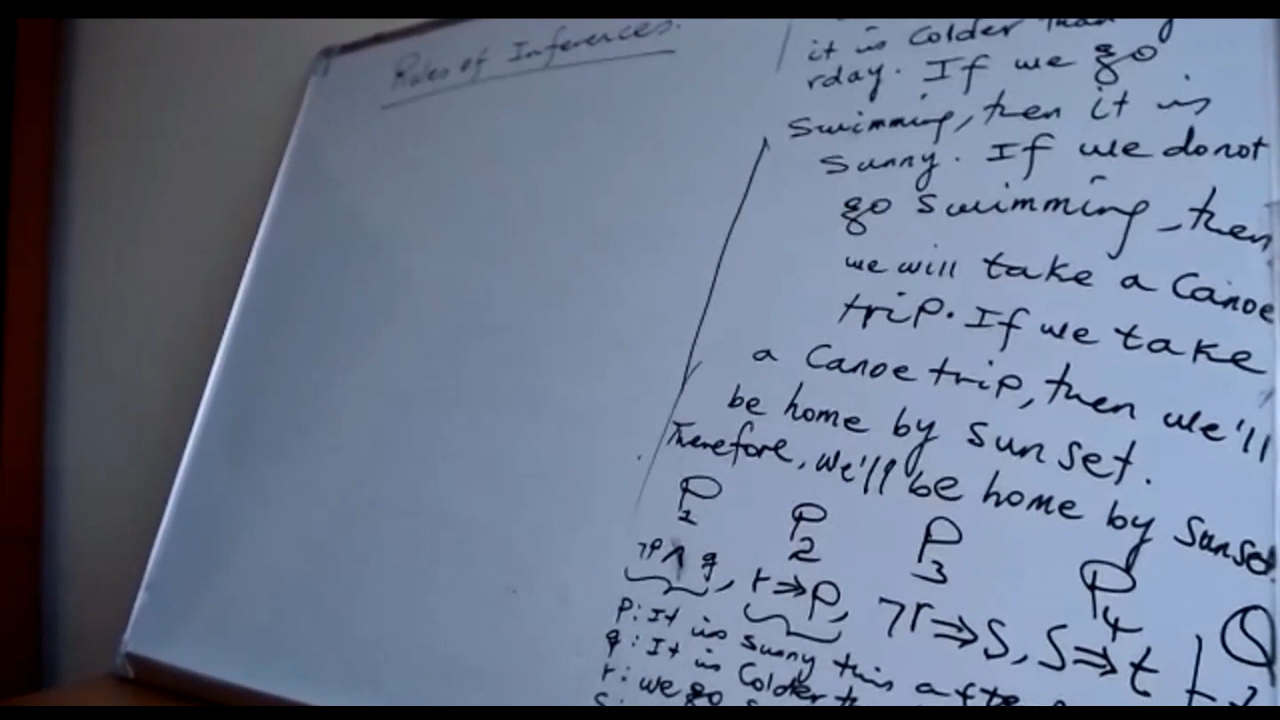 Rules of Inferences.
it is Colder than
rday. If we go
Swimming, then it is
Sunny. If we do not
go swimming, then
we will take a Canoe
trip. If we take
a Canoe trip, then we'll
be home by sunset.
Therefore, we'll be home by Sunset
P1 P2 P3 P4 Q
¬P ∧ q, r ⇒ P, ¬r ⇒ S, S ⇒ t
P: It is sunny this afte
q: It is Colder t
r: we go
S: